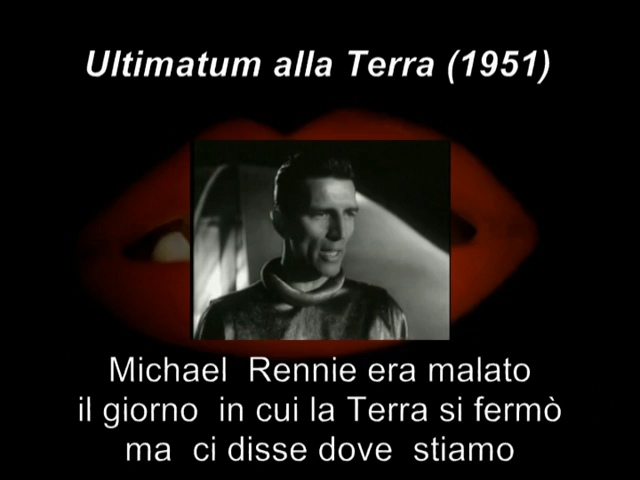 Ultimatum alla Terra (1951)
Michael Rennie era malato
il giorno in cui la Terra si fermò
ma ci disse dove stiamo